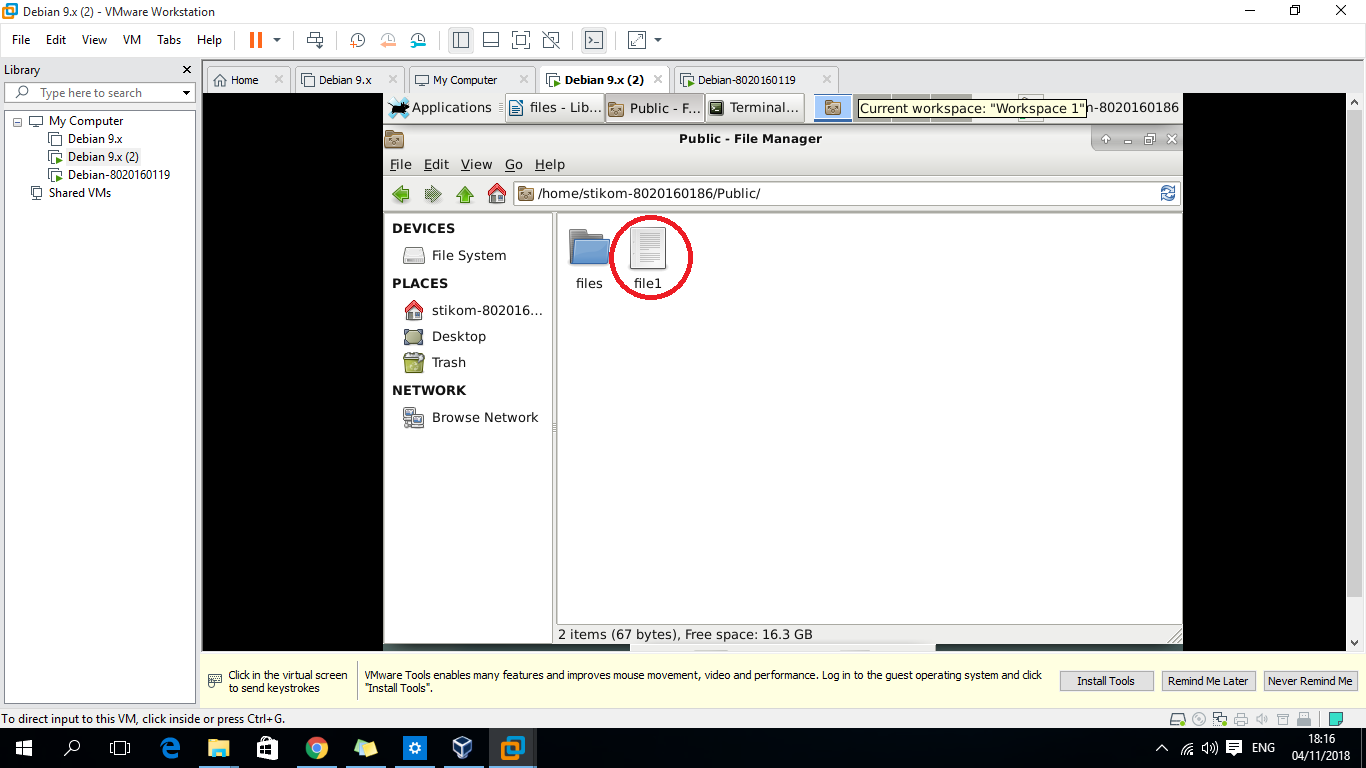 Debian 9.x (2) - VMware Workstation
File Edit View VM Tabs Help
Library
Type here to search
My Computer
Debian 9.x
Debian 9.x (2)
Debian-8020160119
Shared VMs
Home Debian 9.x My Computer Debian 9.x (2) Debian-8020160119
Applications files - Lib... Public - F... Terminal... Current workspace: "Workspace 1" n-8020160186
Public - File Manager
File Edit View Go Help
/home/stikom-8020160186/Public/
DEVICES
File System
PLACES
stikom-802016...
Desktop
Trash
NETWORK
Browse Network
files file1
2 items (67 bytes), Free space: 16.3 GB
Click in the virtual screen
to send keystrokes
VMware Tools enables many features and improves mouse movement, video and performance. Log in to the guest operating system and click
"Install Tools".
Install Tools Remind Me Later Never Remind Me
To direct input to this VM, click inside or press Ctrl+G.
ENG
18:16
04/11/2018